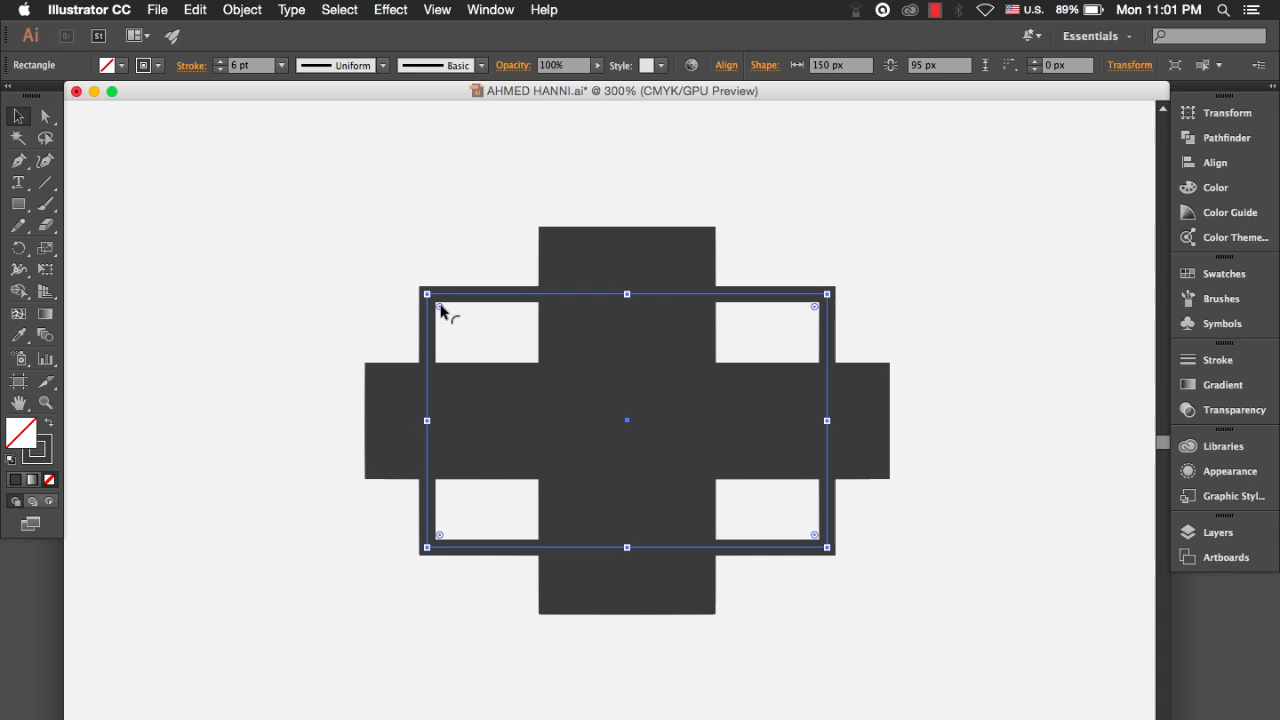 Illustrator CC File Edit Object Type Select Effect View Window Help U.S. 89% Mon 11:01 PM
Ai Br St Essentials
Rectangle Stroke: 6 pt Uniform Basic Opacity: 100% Style: Align Shape: 150 px 95 px 0 px Transform
AHMED HANNI.ai* @ 300% (CMYK/GPU Preview)
Transform
Pathfinder
Align
Color
Color Guide
Color Theme...
Swatches
Brushes
Symbols
Stroke
Gradient
Transparency
Libraries
Appearance
Graphic Styl...
Layers
Artboards